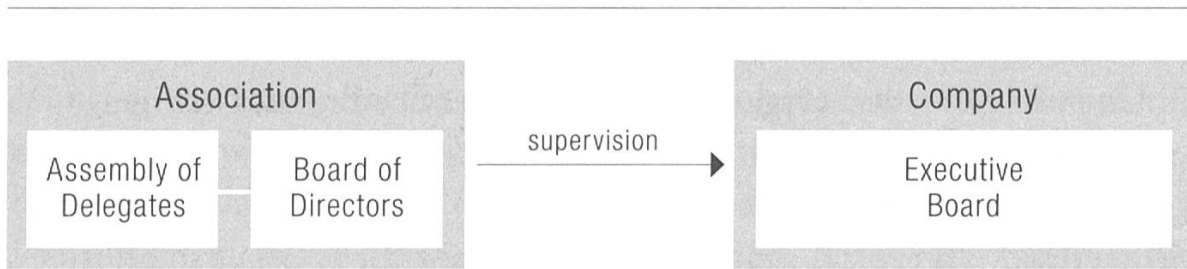 Association
Assembly of
Delegates
Board of
Directors
supervision
Company
Executive
Board